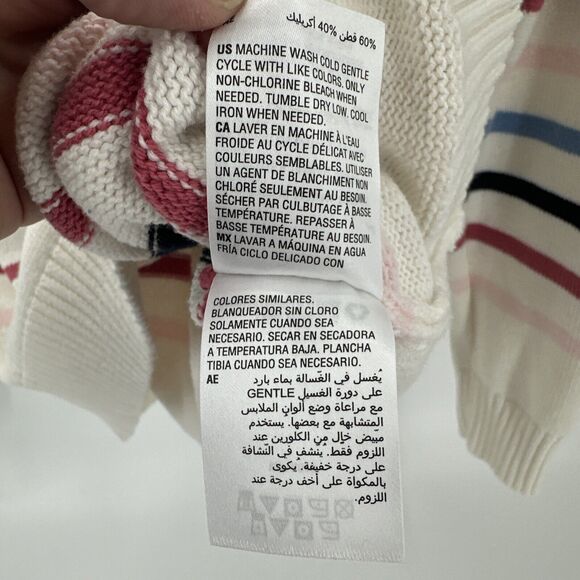 60% قطن 40% أكريليك
US MACHINE WASH COLD GENTLE
CYCLE WITH LIKE COLORS. ONLY
NON-CHLORINE BLEACH WHEN
NEEDED. TUMBLE DRY LOW. COOL
IRON WHEN NEEDED.
CA LAVER EN MACHINE À L'EAU
FROIDE AU CYCLE DÉLICAT AVEC
COULEURS SEMBLABLES. UTILISER
UN AGENT DE BLANCHIMENT NON
CHLORÉ SEULEMENT AU BESOIN.
SÉCHER PAR CULBUTAGE À BASSE
TEMPÉRATURE. REPASSER À
BASSE TEMPÉRATURE AU BESOIN.
MX LAVAR A MÁQUINA EN AGUA
FRÍA CICLO DELICADO CON
COLORES SIMILARES.
BLANQUEADOR SIN CLORO
SOLAMENTE CUANDO SEA
NECESARIO. SECAR EN SECADORA
A TEMPERATURA BAJA. PLANCHA
TIBIA CUANDO SEA NECESARIO.
AE يُغسل في الغسالة بماء بارد
على دورة الغسيل GENTLE
مع مراعاة وضع ألوان الملابس
المتشابهة مع بعضها. يستخدم
مبيّض خالٍ من الكلورين عند
اللزوم فقط. يُنشف في النشافة
على درجة خفيفة. يُكوى
بالمكواة على أخف درجة عند
اللزوم.